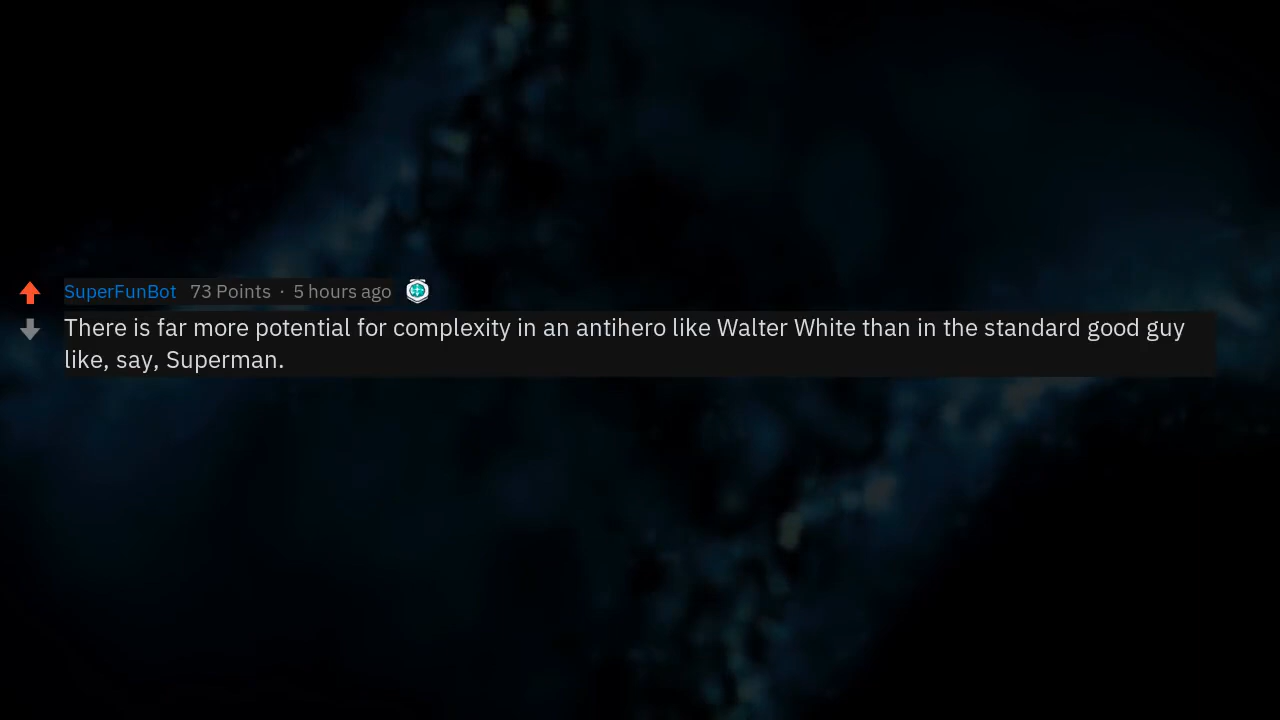 SuperFunBot 73 Points · 5 hours ago
There is far more potential for complexity in an antihero like Walter White than in the standard good guy
like, say, Superman.